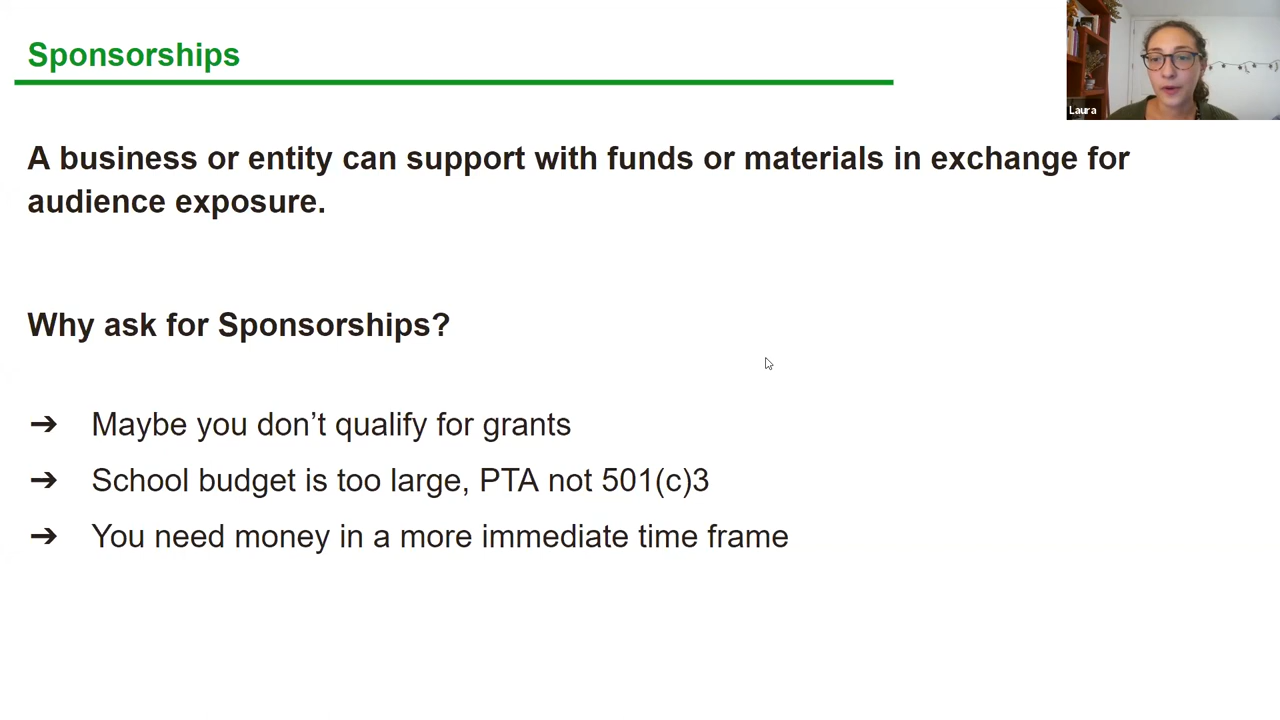 Sponsorships
Laura
A business or entity can support with funds or materials in exchange for
audience exposure.
Why ask for Sponsorships?
➔ Maybe you don’t qualify for grants
➔ School budget is too large, PTA not 501(c)3
➔ You need money in a more immediate time frame